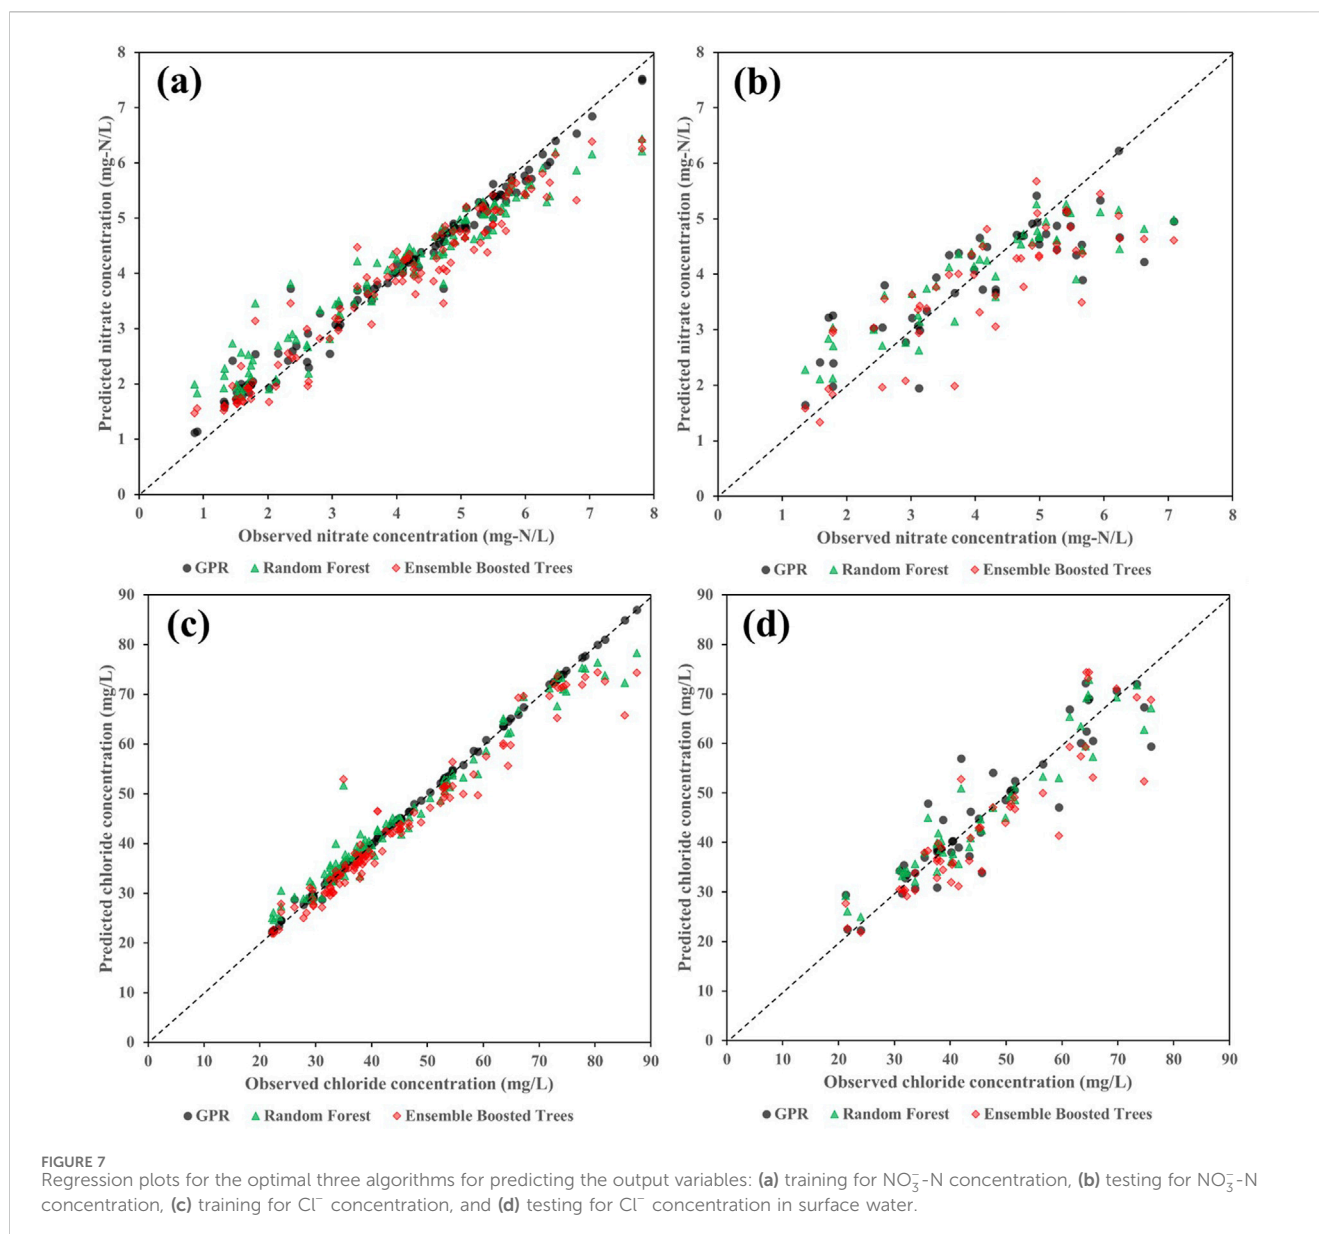 (a)
8
7
6
5
4
3
2
1
0
Predicted nitrate concentration (mg-N/L)
0 1 2 3 4 5 6 7 8
Observed nitrate concentration (mg-N/L)
GPR Random Forest Ensemble Boosted Trees
(b)
8
7
6
5
4
3
2
1
0
Predicted nitrate concentration (mg-N/L)
0 1 2 3 4 5 6 7 8
Observed nitrate concentration (mg-N/L)
GPR Random Forest Ensemble Boosted Trees
(c)
90
80
70
60
50
40
30
20
10
0
Predicted chloride concentration (mg/L)
0 10 20 30 40 50 60 70 80 90
Observed chloride concentration (mg/L)
GPR Random Forest Ensemble Boosted Trees
(d)
90
80
70
60
50
40
30
20
10
0
Predicted chloride concentration (mg/L)
0 10 20 30 40 50 60 70 80 90
Observed chloride concentration (mg/L)
GPR Random Forest Ensemble Boosted Trees
FIGURE 7
Regression plots for the optimal three algorithms for predicting the output variables: (a) training for NO₃⁻-N concentration, (b) testing for NO₃⁻-N
concentration, (c) training for Cl⁻ concentration, and (d) testing for Cl⁻ concentration in surface water.